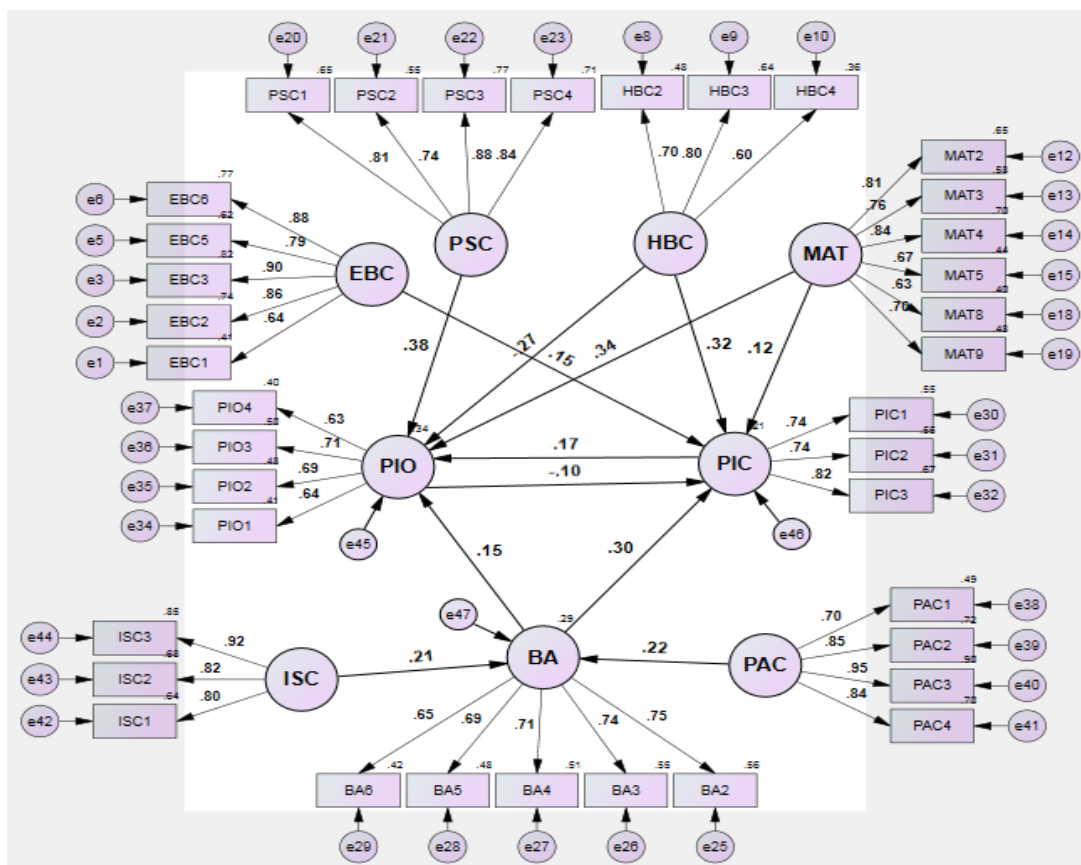 e20 e21 e22 e23 e8 e9 e10
.65 .55 .77 .71 .48 .64 .36
PSC1 PSC2 PSC3 PSC4 HBC2 HBC3 HBC4
.81 .74 .88 .84 .70 .80 .60
.65
MAT2 e12
.58
MAT3 e13
.70
MAT4 e14
.44
MAT5 e15
.40
MAT8 e18
.48
MAT9 e19
.81
.76
.84
.67
.63
.70
.77
e6 EBC6
.62
e5 EBC5
.82
e3 EBC3
.74
e2 EBC2
.41
e1 EBC1
.88
.79
.90
.86
.64
EBC PSC HBC MAT
.38 -.27 .15 .34 .32 .12
.40
e37 PIO4
.50
e36 PIO3
.48
e35 PIO2
.41
e34 PIO1
.63
.71
.69
.64
.34
PIO
.17
-.10
.21
PIC
.74
.74
.82
.55
PIC1 e30
.55
PIC2 e31
.67
PIC3 e32
e45 e46
.15 .30
e47
.29
BA
.85
e44 ISC3
.68
e43 ISC2
.64
e42 ISC1
.92
.82
.80
ISC
.21 .22
PAC
.70
.85
.95
.84
.49
PAC1 e38
.72
PAC2 e39
.90
PAC3 e40
.70
PAC4 e41
.65 .69 .71 .74 .75
.42 .48 .51 .55 .56
BA6 BA5 BA4 BA3 BA2
e29 e28 e27 e26 e25